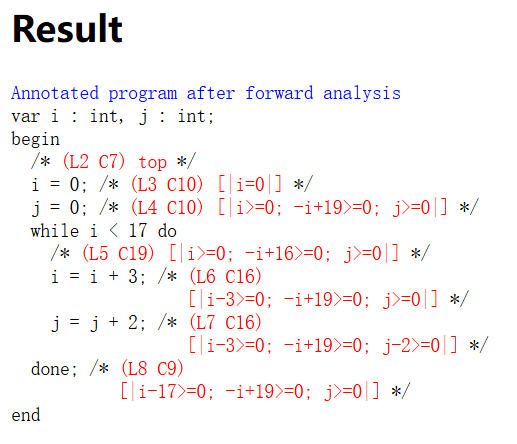 Result
Annotated program after forward analysis
var i : int, j : int;
begin
  /* (L2 C7) top */
  i = 0; /* (L3 C10) [|i=0|] */
  j = 0; /* (L4 C10) [|i>=0; -i+19>=0; j>=0|] */
  while i < 17 do
    /* (L5 C19) [|i>=0; -i+16>=0; j>=0|] */
    i = i + 3; /* (L6 C16)
                  [|i-3>=0; -i+19>=0; j>=0|] */
    j = j + 2; /* (L7 C16)
                  [|i-3>=0; -i+19>=0; j-2>=0|] */
  done; /* (L8 C9)
           [|i-17>=0; -i+19>=0; j>=0|] */
end